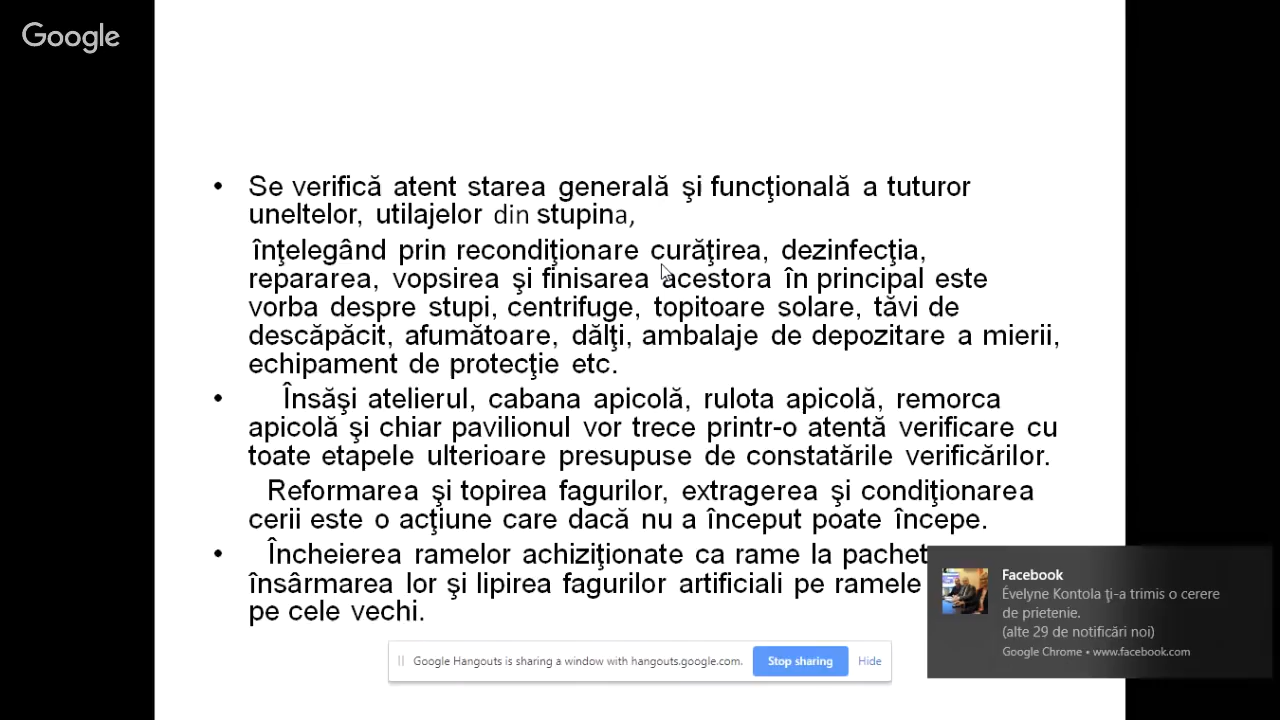 Google
• Se verifică atent starea generală şi funcţională a tuturor
uneltelor, utilajelor din stupina,
înţelegând prin recondiţionare curăţirea, dezinfecţia,
repararea, vopsirea şi finisarea acestora în principal este
vorba despre stupi, centrifuge, topitoare solare, tăvi de
descăpăcit, afumătoare, dălţi, ambalaje de depozitare a mierii,
echipament de protecţie etc.
• Însăşi atelierul, cabana apicolă, rulota apicolă, remorca
apicolă şi chiar pavilionul vor trece printr-o atentă verificare cu
toate etapele ulterioare presupuse de constatările verificărilor.
Reformarea şi topirea fagurilor, extragerea şi condiţionarea
cerii este o acţiune care dacă nu a început poate începe.
• Încheierea ramelor achiziţionate ca rame la pachet
însârmarea lor şi lipirea fagurilor artificiali pe ramele
pe cele vechi.
Facebook
Évelyne Kontola ţi-a trimis o cerere
de prietenie.
(alte 29 de notificări noi)
Google Chrome • www.facebook.com
Google Hangouts is sharing a window with hangouts.google.com.
Stop sharing
Hide